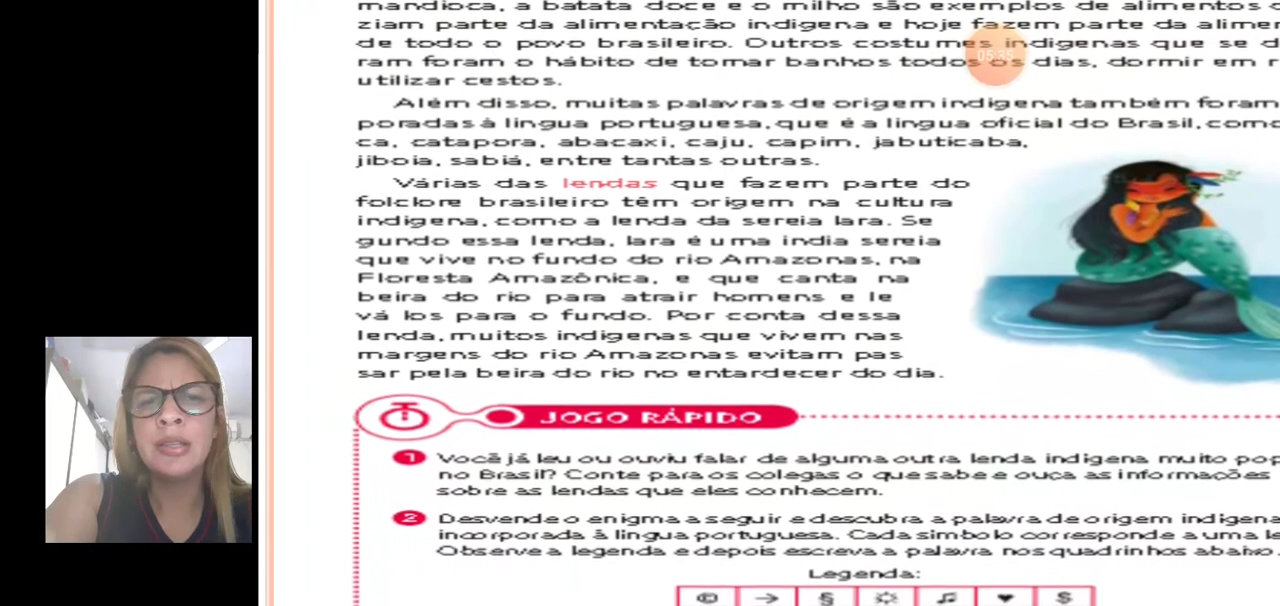 mandioca, a batata doce e o milho são exemplos de alimentos
ziam parte da alimentação indígena e hoje fazem parte da
de todo o povo brasileiro. Outros costumes indígenas que se
ram foram o hábito de tomar banhos todos os dias, dormir em
utilizar cestos.
Além disso, muitas palavras de origem indígena também foram
poradas à língua portuguesa, que é a língua oficial do Brasil, como
ca, catapora, abacaxi, caju, capim, jabuticaba,
jiboia, sabiá, entre tantas outras.
Várias das lendas que fazem parte do
folclore brasileiro têm origem na cultura
indígena, como a lenda da sereia Iara. Se
gundo essa lenda, Iara é uma índia sereia
que vive no fundo do rio Amazonas, na
Floresta Amazônica, e que canta na
beira do rio para atrair homens e le
vá los para o fundo. Por conta dessa
lenda, muitos indígenas que vivem nas
margens do rio Amazonas evitam pas
sar pela beira do rio no entardecer do dia.
05:35
JOGO RÁPIDO
1 Você já leu ou ouviu falar de alguma outra lenda indígena muito
no Brasil? Conte para os colegas o que sabe e ouça as informações
sobre as lendas que eles conhecem.
2 Desvende o enigma a seguir e descubra a palavra de origem indígena
incorporada à língua portuguesa. Cada símbolo corresponde a uma
Observe a legenda e depois escreva a palavra nos quadrinhos abaixo.
Legenda:
© → § ☼ ♫ ♥ $